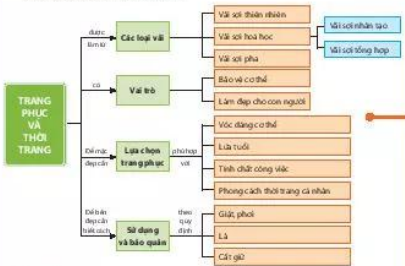 TRANG
PHỤC
VÀ
THỜI
TRANG
được
làm từ
Các loại vải
Vải sợi thiên nhiên
Vải sợi hoá học
Vải sợi nhân tạo
Vải sợi tổng hợp
Vải sợi pha
có
Vai trò
Bảo vệ cơ thể
Làm đẹp cho con người
Để mặc
đẹp cần
Lựa chọn
trang phục
phù hợp
với
Vóc dáng cơ thể
Lứa tuổi
Tính chất công việc
Phong cách thời trang cá nhân
Để bền
đẹp cần
biết cách
Sử dụng
và bảo quản
theo
quy
định
Giặt, phơi
Là
Cất giữ